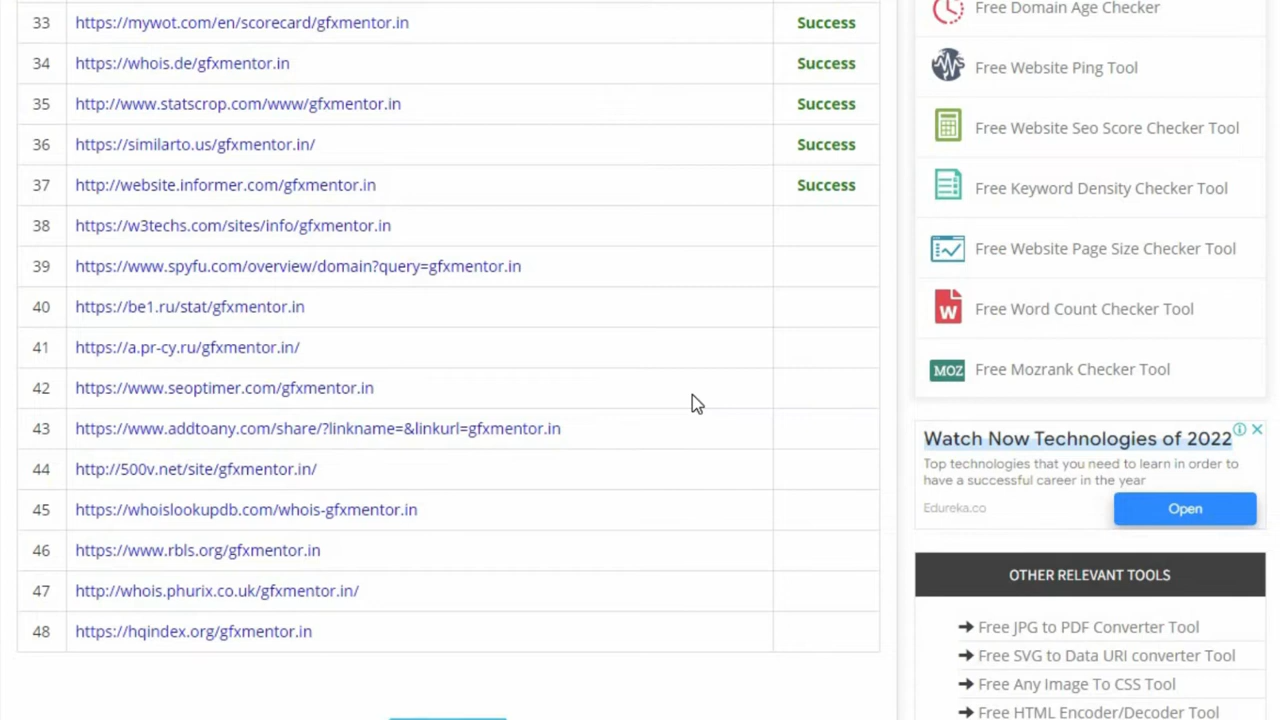 33 https://mywot.com/en/scorecard/gfxmentor.in Success
34 https://whois.de/gfxmentor.in Success
35 http://www.statscrop.com/www/gfxmentor.in Success
36 https://similarto.us/gfxmentor.in/ Success
37 http://website.informer.com/gfxmentor.in Success
38 https://w3techs.com/sites/info/gfxmentor.in
39 https://www.spyfu.com/overview/domain?query=gfxmentor.in
40 https://be1.ru/stat/gfxmentor.in
41 https://a.pr-cy.ru/gfxmentor.in/
42 https://www.seoptimer.com/gfxmentor.in
43 https://www.addtoany.com/share/?linkname=&linkurl=gfxmentor.in
44 http://500v.net/site/gfxmentor.in/
45 https://whoislookupdb.com/whois-gfxmentor.in
46 https://www.rbls.org/gfxmentor.in
47 http://whois.phurix.co.uk/gfxmentor.in/
48 https://hqindex.org/gfxmentor.in
Free Domain Age Checker
Free Website Ping Tool
Free Website Seo Score Checker Tool
Free Keyword Density Checker Tool
Free Website Page Size Checker Tool
W Free Word Count Checker Tool
MOZ Free Mozrank Checker Tool
Watch Now Technologies of 2022
Top technologies that you need to learn in order to
have a successful career in the year
Edureka.co Open
OTHER RELEVANT TOOLS
Free JPG to PDF Converter Tool
Free SVG to Data URI converter Tool
Free Any Image To CSS Tool
Free HTML Encoder/Decoder Tool